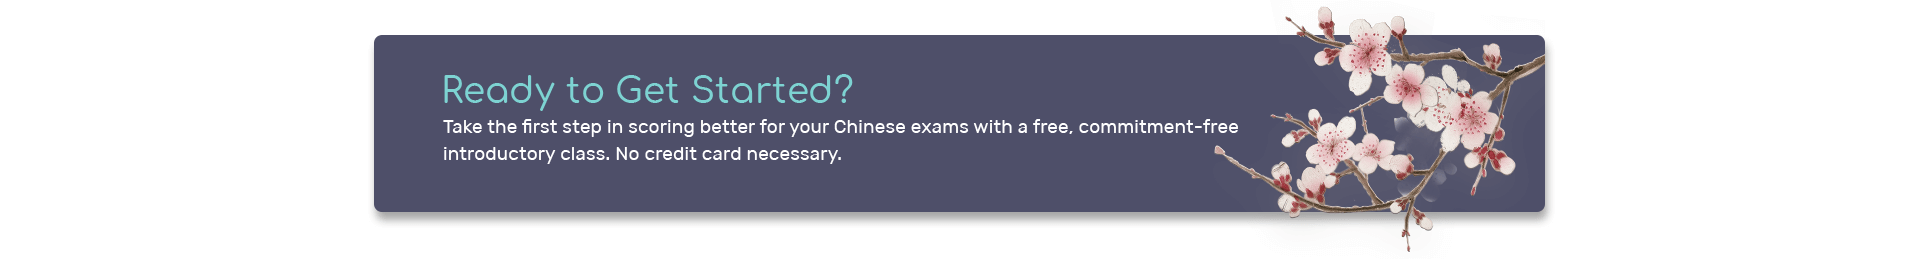 Ready to Get Started?
Take the first step in scoring better for your Chinese exams with a free, commitment-free
introductory class. No credit card necessary.